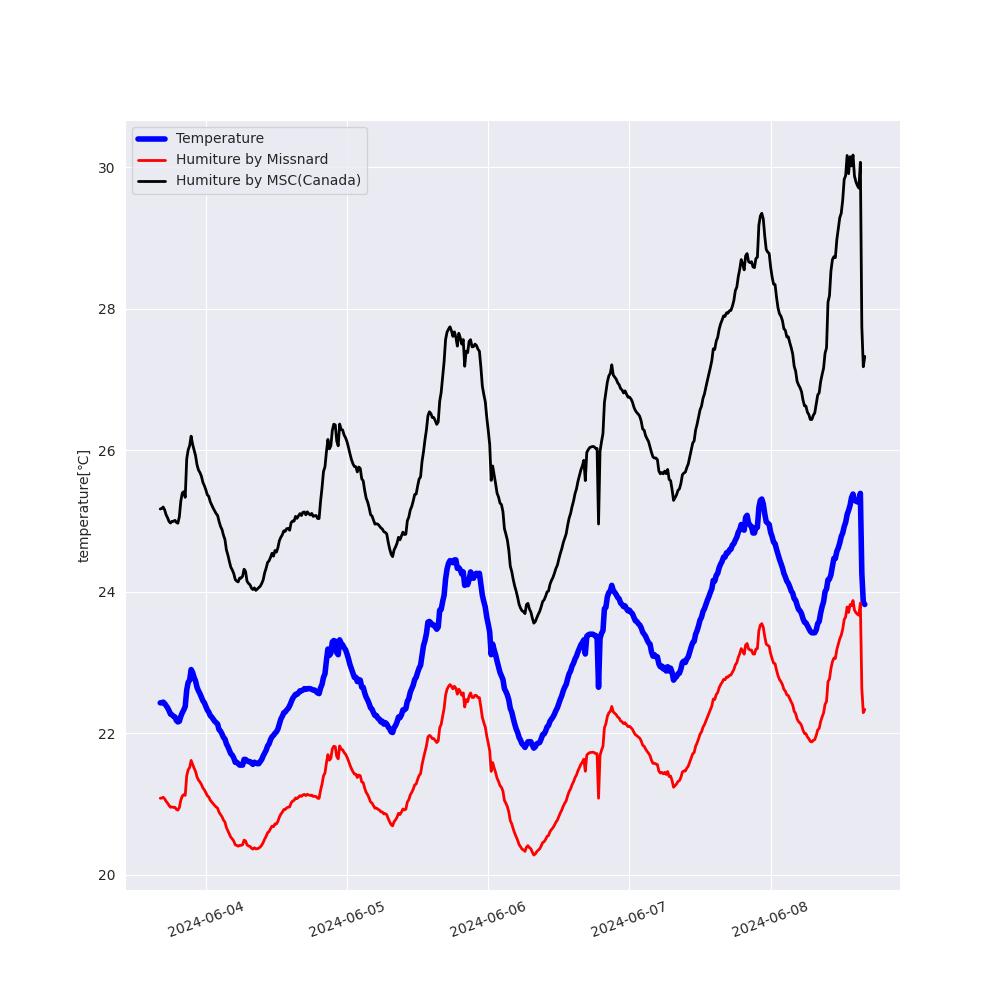 Temperature
Humiture by Missnard
Humiture by MSC(Canada)
30
28
26
24
22
20
temperature[℃]
2024-06-04
2024-06-05
2024-06-06
2024-06-07
2024-06-08